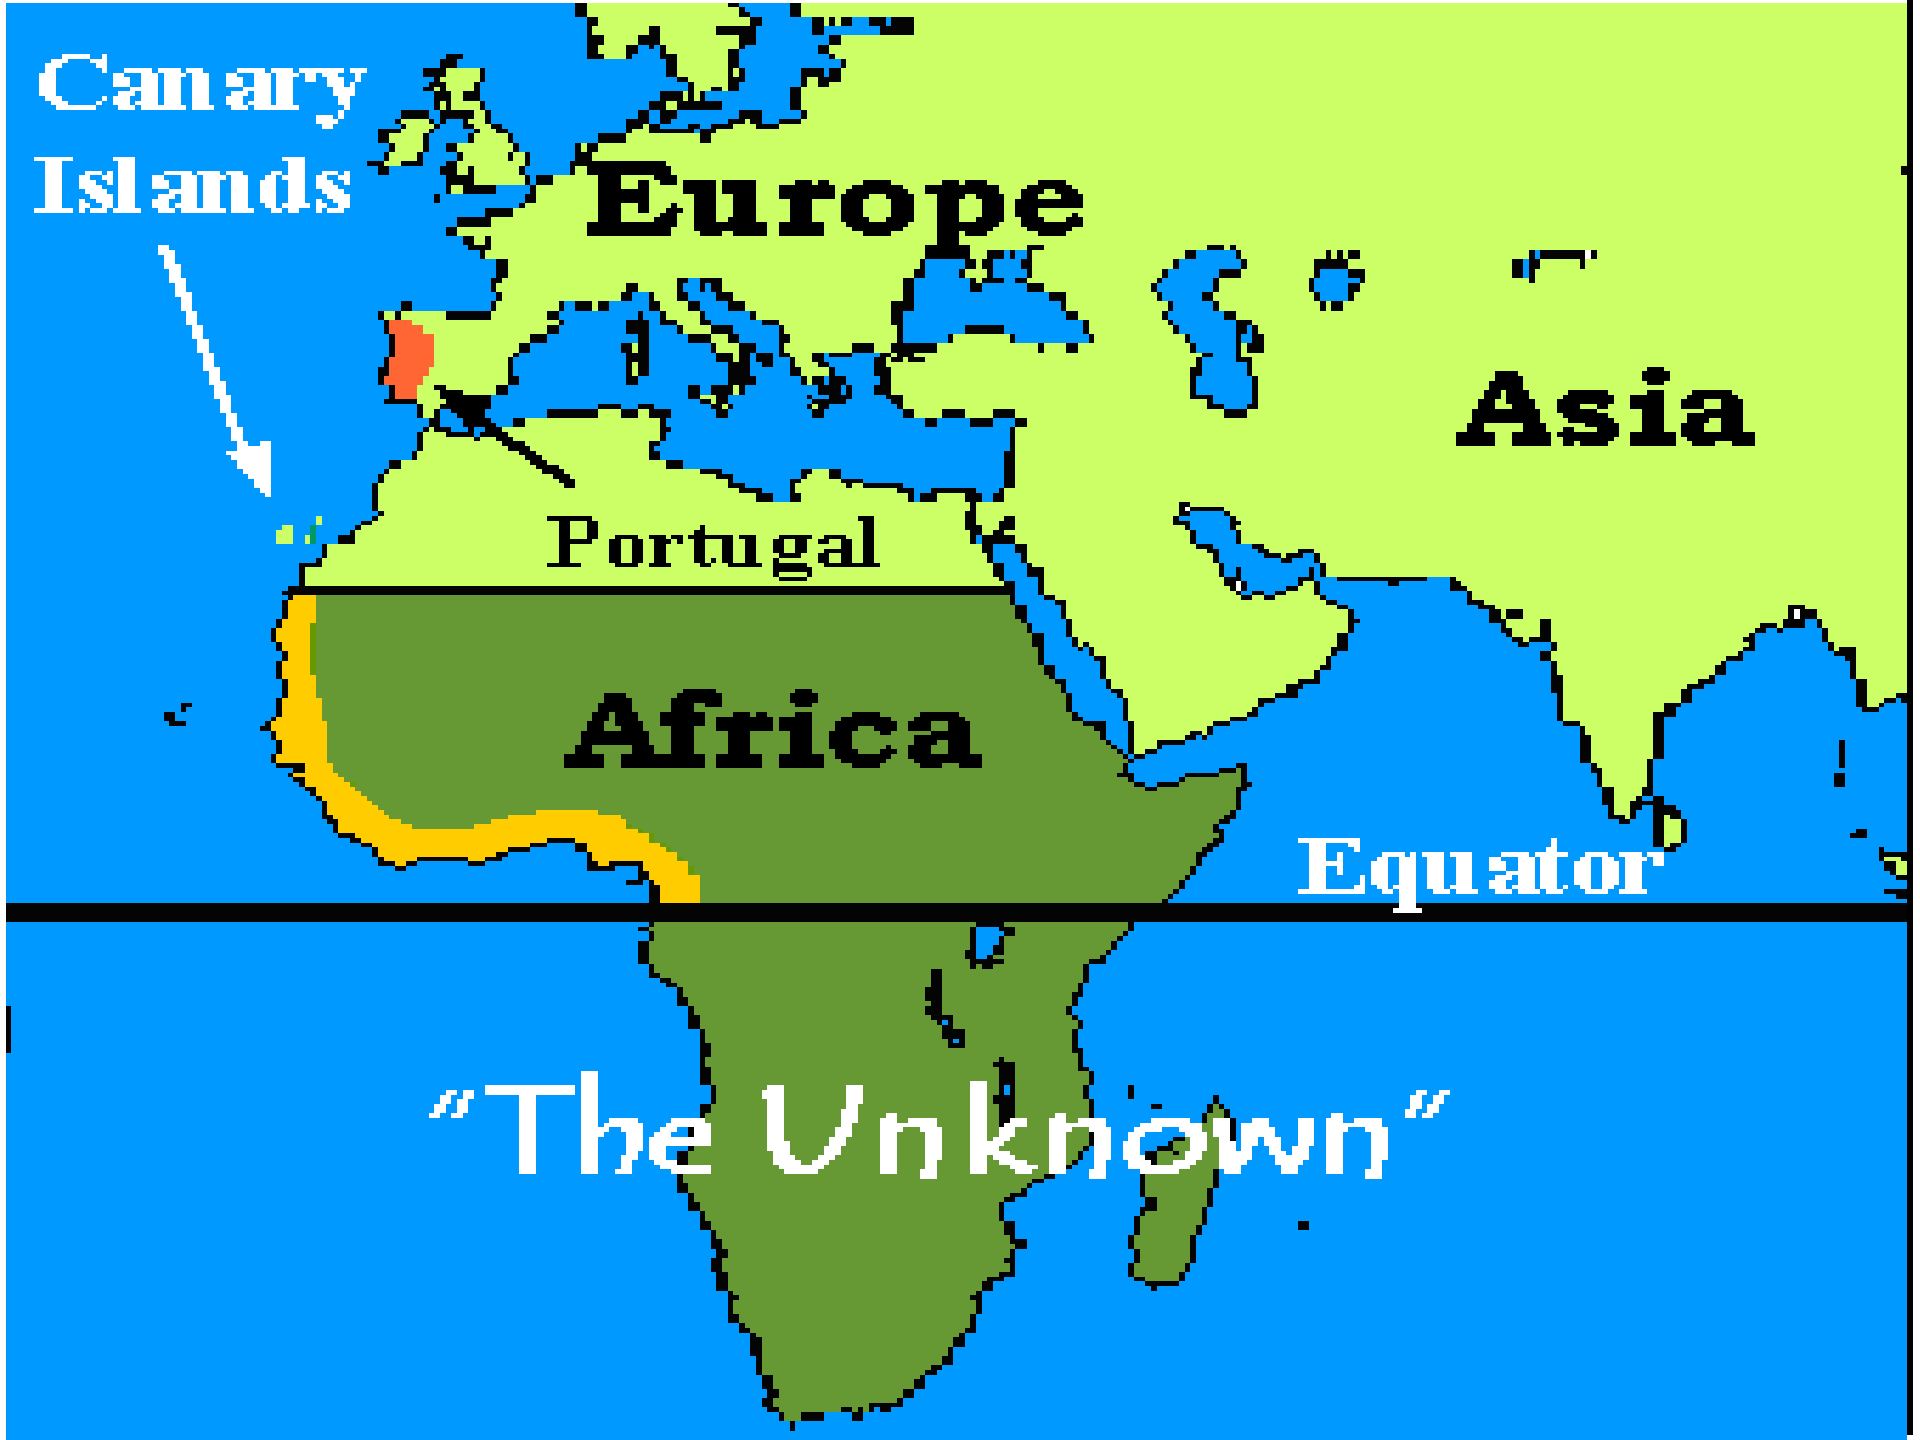 Canary
Islands
Europe
Asia
Portugal
Africa
Equator
"The Unknown"